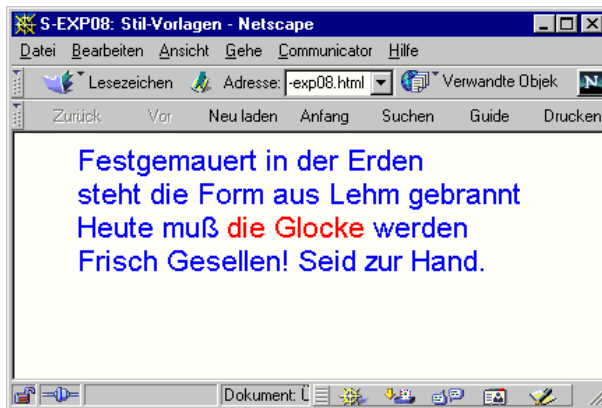 S-EXP08: Stil-Vorlagen - Netscape
Datei Bearbeiten Ansicht Gehe Communicator Hilfe
Lesezeichen Adresse: -exp08.html Verwandte Objek N
Zurück Vor Neu laden Anfang Suchen Guide Drucken
Festgemauert in der Erden
steht die Form aus Lehm gebrannt
Heute muß die Glocke werden
Frisch Gesellen! Seid zur Hand.
Dokument: Ü